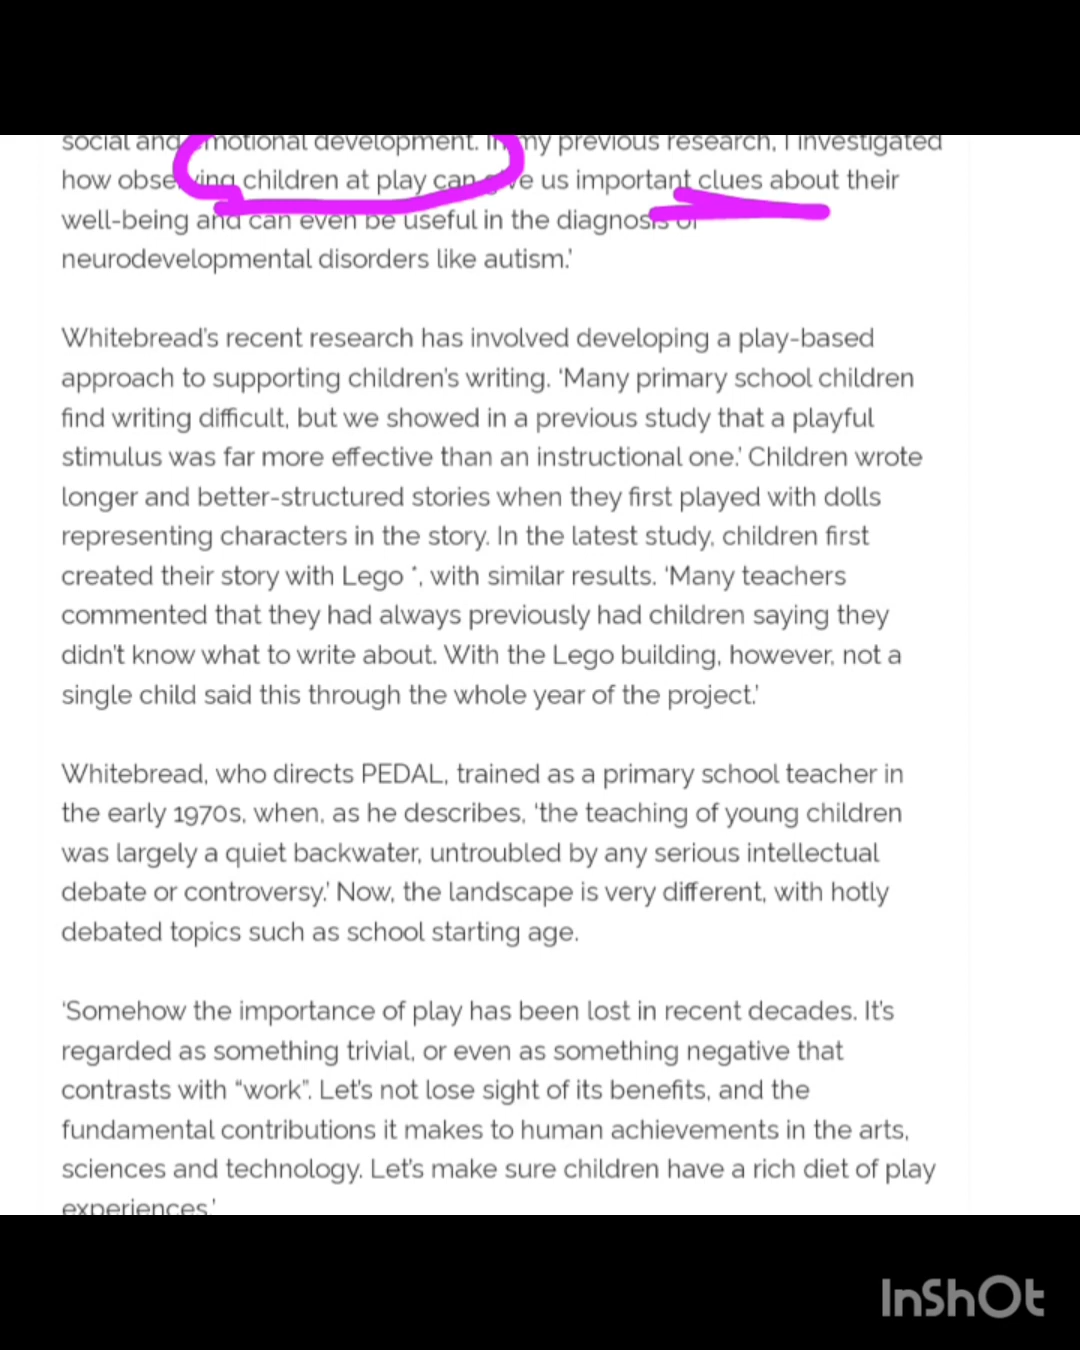 social and emotional development. In my previous research, I investigated
how observing children at play can give us important clues about their
well-being and can even be useful in the diagnosis of
neurodevelopmental disorders like autism.'
Whitebread's recent research has involved developing a play-based
approach to supporting children's writing. 'Many primary school children
find writing difficult, but we showed in a previous study that a playful
stimulus was far more effective than an instructional one.' Children wrote
longer and better-structured stories when they first played with dolls
representing characters in the story. In the latest study, children first
created their story with Lego *, with similar results. 'Many teachers
commented that they had always previously had children saying they
didn't know what to write about. With the Lego building, however, not a
single child said this through the whole year of the project.'
Whitebread, who directs PEDAL, trained as a primary school teacher in
the early 1970s, when, as he describes, 'the teaching of young children
was largely a quiet backwater, untroubled by any serious intellectual
debate or controversy.' Now, the landscape is very different, with hotly
debated topics such as school starting age.
'Somehow the importance of play has been lost in recent decades. It's
regarded as something trivial, or even as something negative that
contrasts with "work". Let's not lose sight of its benefits, and the
fundamental contributions it makes to human achievements in the arts,
sciences and technology. Let's make sure children have a rich diet of play
experiences.'
InShOt